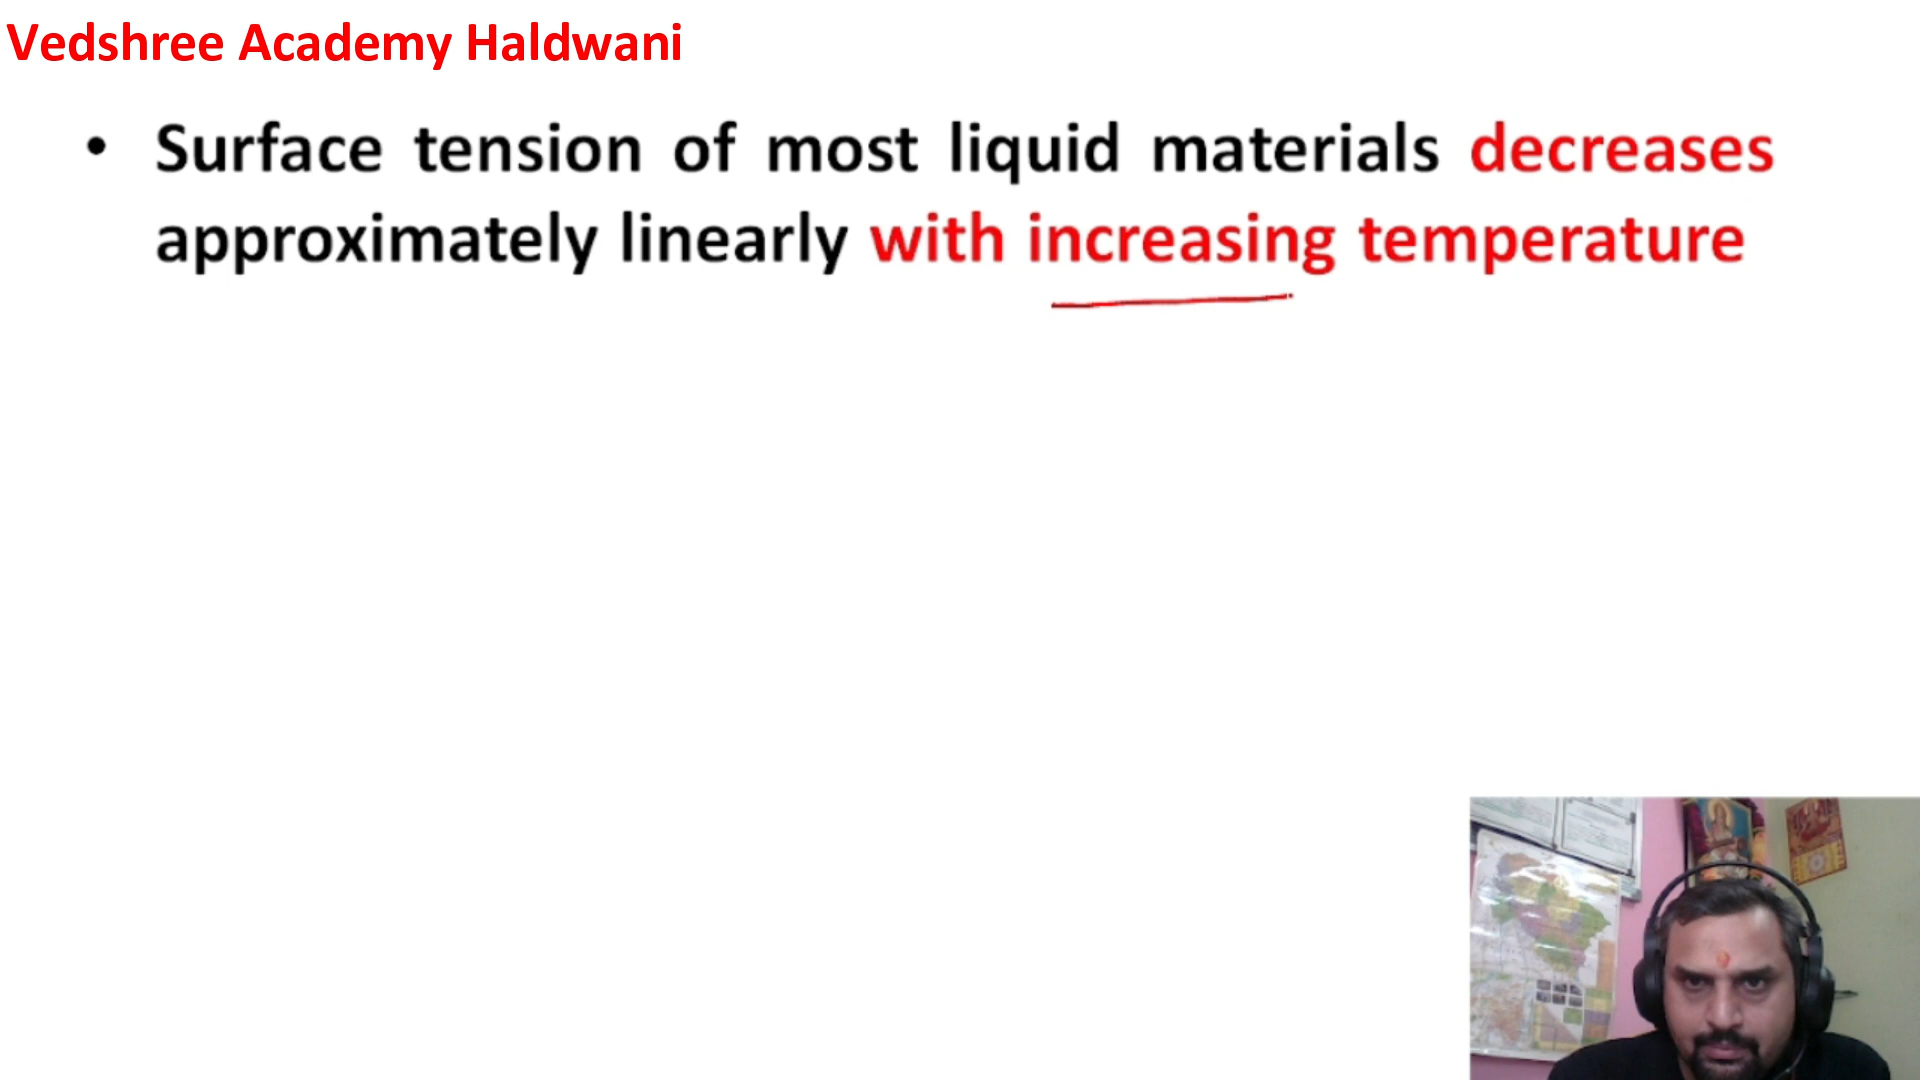 Vedshree Academy Haldwani
• Surface tension of most liquid materials decreases
approximately linearly with increasing temperature